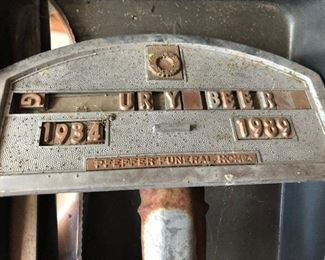 G URY BEER
1934 1989
PFEFFER FUNERAL HOME